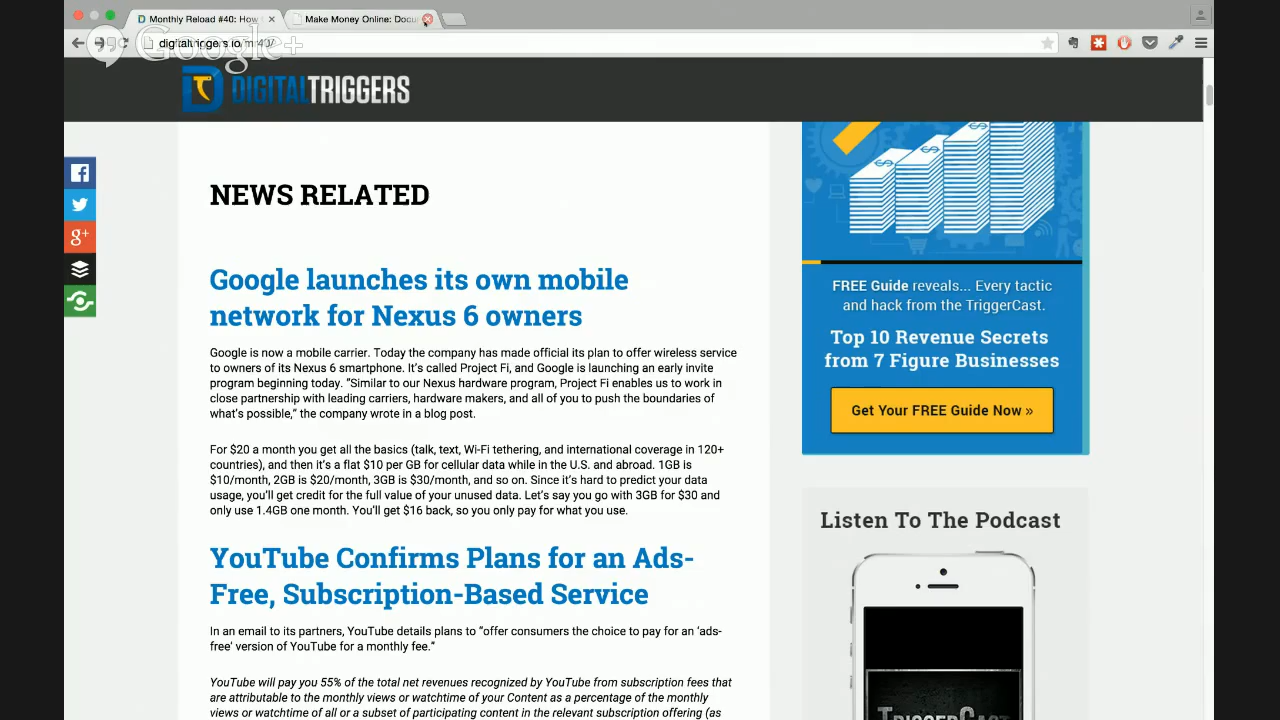 Monthly Reload #40: How
Make Money Online: Docu
Google+
digitaltriggers.io/mr40/
DIGITALTRIGGERS
NEWS RELATED
Google launches its own mobile
network for Nexus 6 owners
Google is now a mobile carrier. Today the company has made official its plan to offer wireless service
to owners of its Nexus 6 smartphone. It's called Project Fi, and Google is launching an early invite
program beginning today. "Similar to our Nexus hardware program, Project Fi enables us to work in
close partnership with leading carriers, hardware makers, and all of you to push the boundaries of
what's possible," the company wrote in a blog post.
For $20 a month you get all the basics (talk, text, Wi-Fi tethering, and international coverage in 120+
countries), and then it's a flat $10 per GB for cellular data while in the U.S. and abroad. 1GB is
$10/month, 2GB is $20/month, 3GB is $30/month, and so on. Since it's hard to predict your data
usage, you'll get credit for the full value of your unused data. Let's say you go with 3GB for $30 and
only use 1.4GB one month. You'll get $16 back, so you only pay for what you use.
YouTube Confirms Plans for an Ads-
Free, Subscription-Based Service
In an email to its partners, YouTube details plans to "offer consumers the choice to pay for an 'ads-
free' version of YouTube for a monthly fee."
YouTube will pay you 55% of the total net revenues recognized by YouTube from subscription fees that
are attributable to the monthly views or watchtime of your Content as a percentage of the monthly
views or watchtime of all or a subset of participating content in the relevant subscription offering (as
FREE Guide reveals... Every tactic
and hack from the TriggerCast.
Top 10 Revenue Secrets
from 7 Figure Businesses
Get Your FREE Guide Now »
Listen To The Podcast
TRIGGERCAST